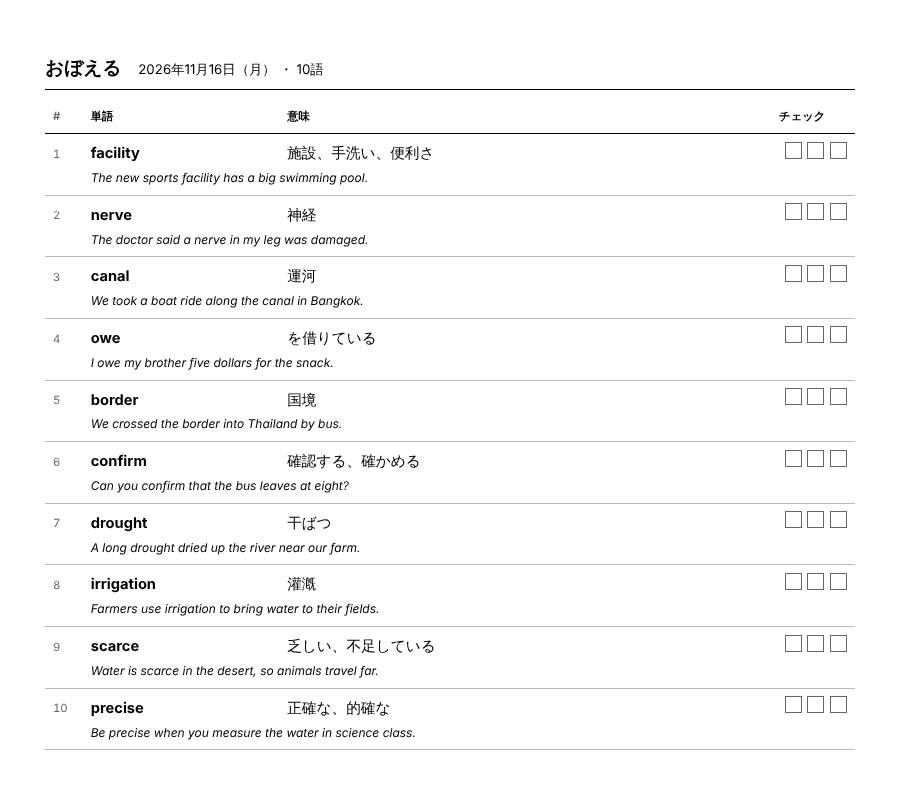 おぼえる 2026年11月16日（月） ・ 10語
# 単語 意味 チェック
1 facility 施設、手洗い、便利さ
The new sports facility has a big swimming pool.
2 nerve 神経
The doctor said a nerve in my leg was damaged.
3 canal 運河
We took a boat ride along the canal in Bangkok.
4 owe を借りている
I owe my brother five dollars for the snack.
5 border 国境
We crossed the border into Thailand by bus.
6 confirm 確認する、確かめる
Can you confirm that the bus leaves at eight?
7 drought 干ばつ
A long drought dried up the river near our farm.
8 irrigation 灌漑
Farmers use irrigation to bring water to their fields.
9 scarce 乏しい、不足している
Water is scarce in the desert, so animals travel far.
10 precise 正確な、的確な
Be precise when you measure the water in science class.